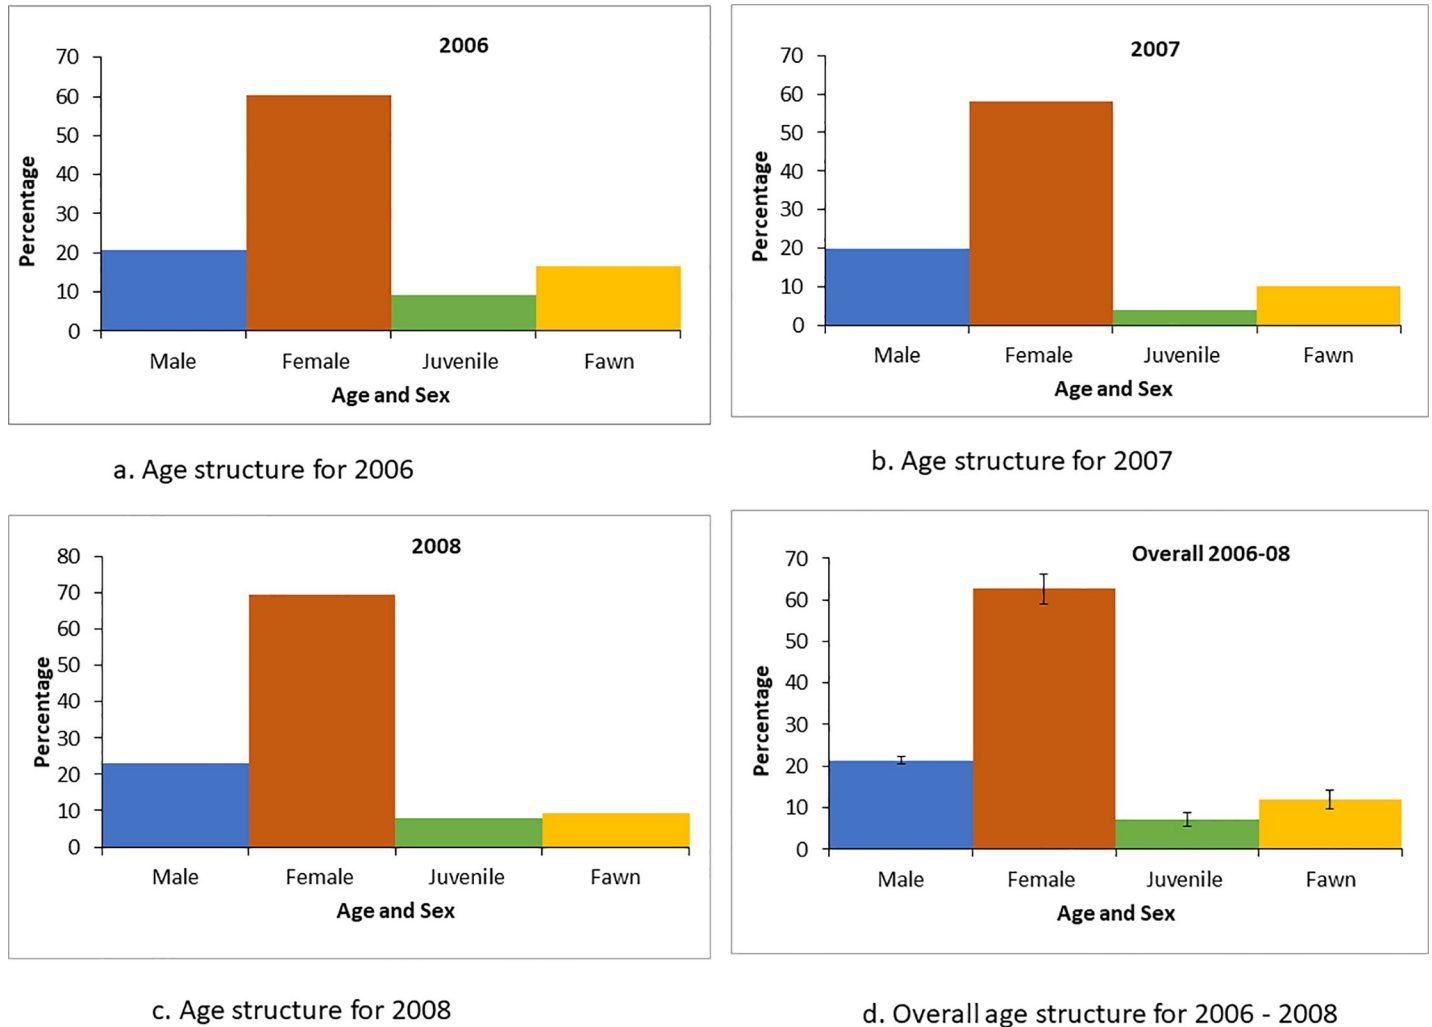 2006
70
60
50
40
30
20
10
0
Percentage
Male Female Juvenile Fawn
Age and Sex
a. Age structure for 2006
2007
70
60
50
40
30
20
10
0
Percentage
Male Female Juvenile Fawn
Age and Sex
b. Age structure for 2007
2008
80
70
60
50
40
30
20
10
0
Percentage
Male Female Juvenile Fawn
Age and Sex
c. Age structure for 2008
Overall 2006-08
70
60
50
40
30
20
10
0
Percentage
Male Female Juvenile Fawn
Age and Sex
d. Overall age structure for 2006 - 2008